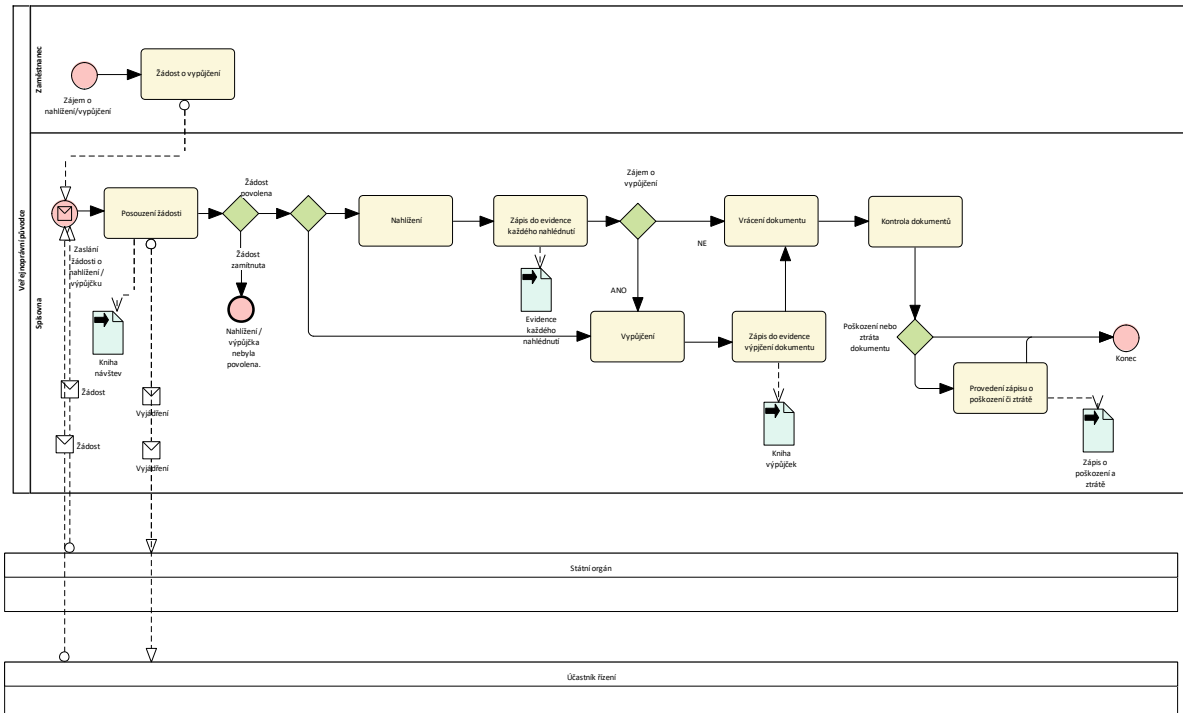 Veřejnoprávní původce
Zaměstnanec
Zájem o
nahlížení/vypůjčení
Žádost o vypůjčení
Spisovna
Zaslání
žádosti o
nahlížení /
výpůjčku
Posouzení žádosti
Kniha
návštev
Žádost
povolena
Žádost
zamítnuta
Nahlížení /
výpůjčka
nebyla
povolena.
Nahlížení
Zápis do evidence
každého nahlédnutí
Evidence
každého
nahlédnutí
Zájem o
vypůjčení
NE
ANO
Vypůjčení
Vrácení dokumentu
Zápis do evidence
výpjčení dokumentu
Kniha
výpůjček
Kontrola dokumentů
Poškození nebo
ztráta
dokumentu
Provedení zápisu o
poškození či ztrátě
Konec
Zápis o
poškození a
ztrátě
Žádost
Vyjádření
Žádost
Vyjádření
Státní orgán
Účastník řízení